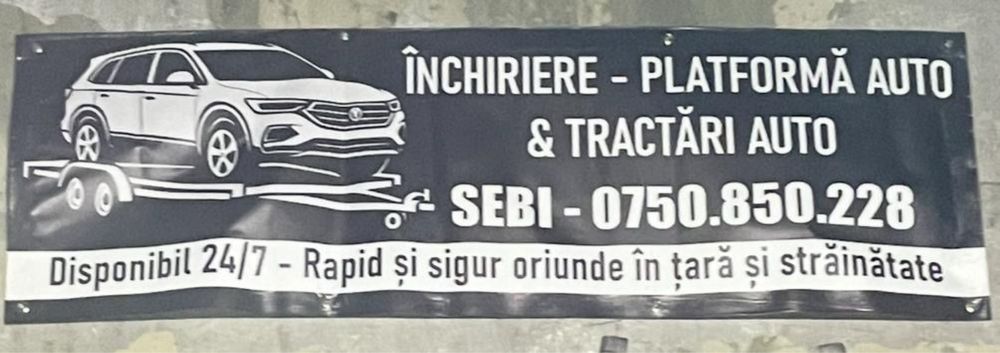 ÎNCHIRIERE - PLATFORMĂ AUTO
& TRACTĂRI AUTO
SEBI - 0750.850.228
Disponibil 24/7 - Rapid și sigur oriunde în țară și străinătate